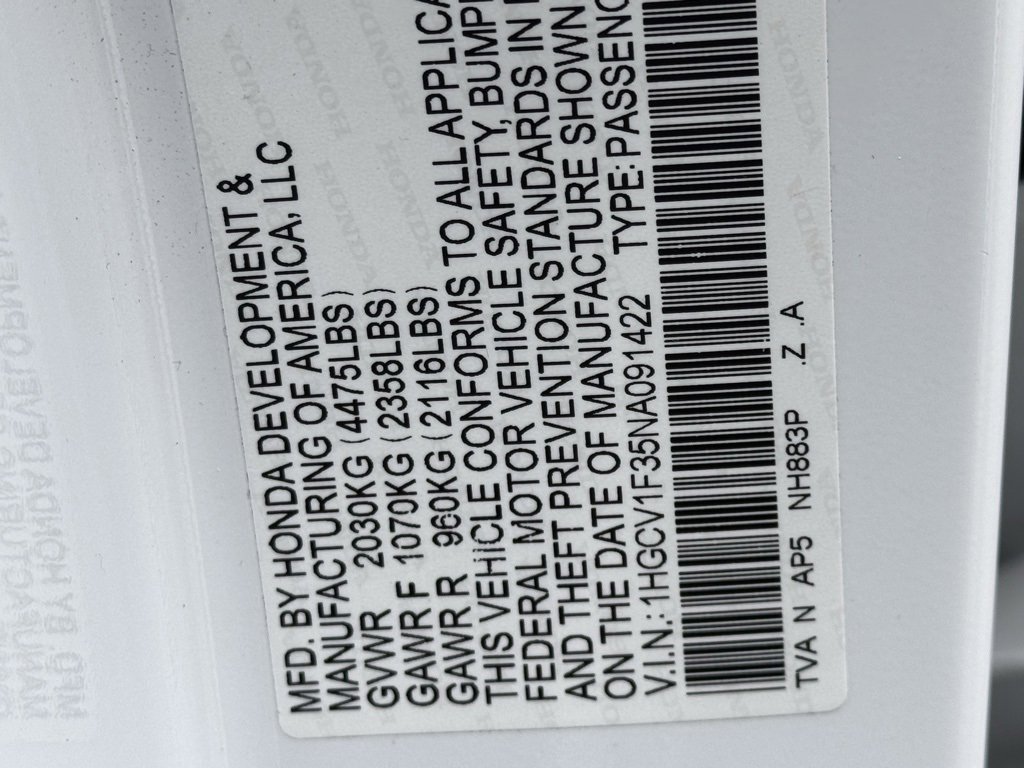 MFD. BY HONDA DEVELOPMENT &
MANUFACTURING OF AMERICA, LLC
GVWR 2030KG (4475LBS)
GAWR F 1070KG (2358LBS)
GAWR R 960KG (2116LBS)
THIS VEHICLE CONFORMS TO ALL APPLICA
FEDERAL MOTOR VEHICLE SAFETY, BUMP
AND THEFT PREVENTION STANDARDS IN
ON THE DATE OF MANUFACTURE SHOWN
V.I.N.: 1HGCV1F35NA091422 TYPE: PASSENG
TVA N AP5 NH883P .Z .A